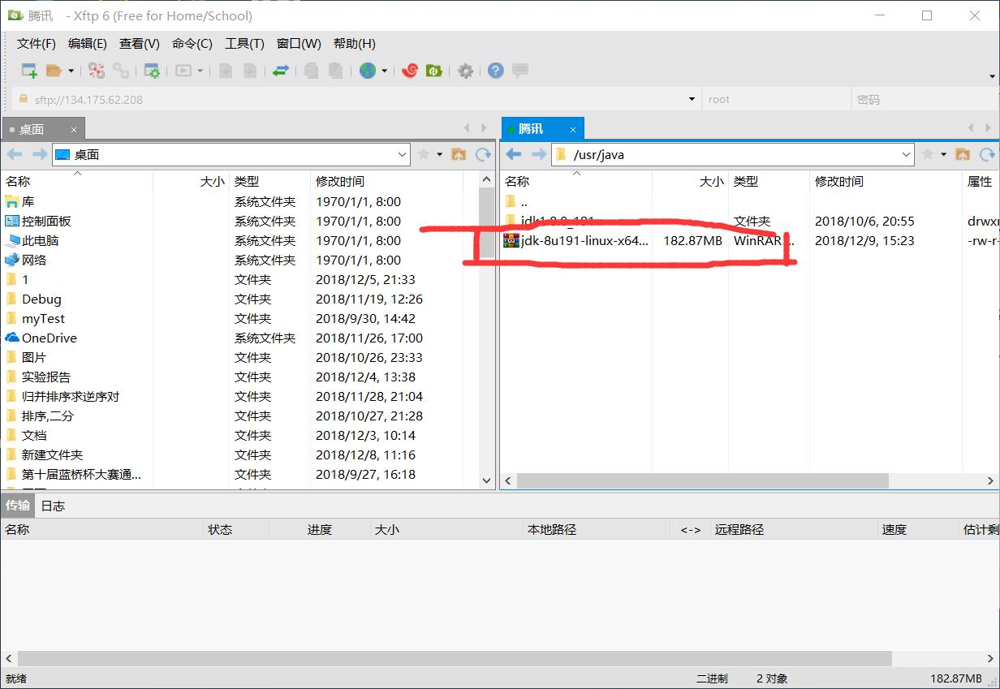 腾讯 - Xftp 6 (Free for Home/School)
文件(F) 编辑(E) 查看(V) 命令(C) 工具(T) 窗口(W) 帮助(H)
sftp://134.175.62.208 root 密码
桌面 × 腾讯 ×
桌面 /usr/java
名称 大小 类型 修改时间 名称 大小 类型 修改时间 属性
库 系统文件夹 1970/1/1, 8:00 ..
控制面板 系统文件夹 1970/1/1, 8:00 jdk1.8.0_191 文件夹 2018/10/6, 20:55 drwx
此电脑 系统文件夹 1970/1/1, 8:00 jdk-8u191-linux-x64... 182.87MB WinRAR ... 2018/12/9, 15:23 -rw-r-
网络 系统文件夹 1970/1/1, 8:00
1 文件夹 2018/12/5, 21:33
Debug 文件夹 2018/11/19, 12:26
myTest 文件夹 2018/9/30, 14:42
OneDrive 系统文件夹 2018/11/26, 17:00
图片 文件夹 2018/10/26, 23:33
实验报告 文件夹 2018/12/4, 13:38
归并排序求逆序对 文件夹 2018/11/28, 21:04
排序,二分 文件夹 2018/10/27, 21:28
文档 文件夹 2018/12/3, 10:14
新建文件夹 文件夹 2018/12/8, 11:16
第十届蓝桥杯大赛通... 文件夹 2018/9/27, 16:18
传输 日志
名称 状态 进度 大小 本地路径 <-> 远程路径 速度 估计剩
就绪 二进制 2 对象 182.87MB